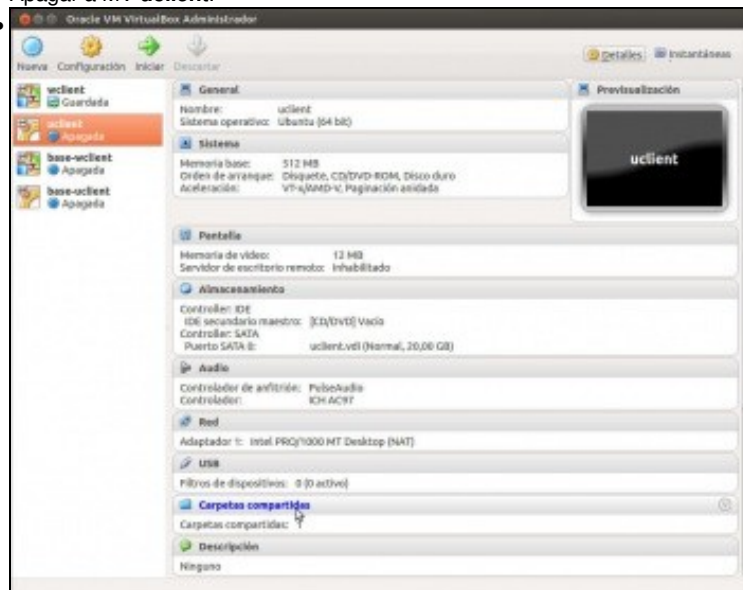 Apagar a MV uclient.
Oracle VM VirtualBox Administrador
Nueva Configuración Iniciar Descartar
Detalles Instantáneas
wclient
Guardada
uclient
Apagada
base-wclient
Apagada
base-uclient
Apagada
General
Nombre: uclient
Sistema operativo: Ubuntu (64 bit)
Sistema
Memoria base: 512 MB
Orden de arranque: Disquete, CD/DVD-ROM, Disco duro
Aceleración: VT-x/AMD-V, Paginación anidada
Previsualización
uclient
Pantalla
Memoria de vídeo: 12 MB
Servidor de escritorio remoto: Inhabilitado
Almacenamiento
Controller: IDE
IDE secundario maestro: [CD/DVD] Vacío
Controller: SATA
Puerto SATA 0: uclient.vdi (Normal, 20,00 GB)
Audio
Controlador de anfitrión: PulseAudio
Controlador: ICH AC97
Red
Adaptador 1: Intel PRO/1000 MT Desktop (NAT)
USB
Filtros de dispositivos: 0 (0 activo)
Carpetas compartidas
Carpetas compartidas: 1
Descripción
Ninguno